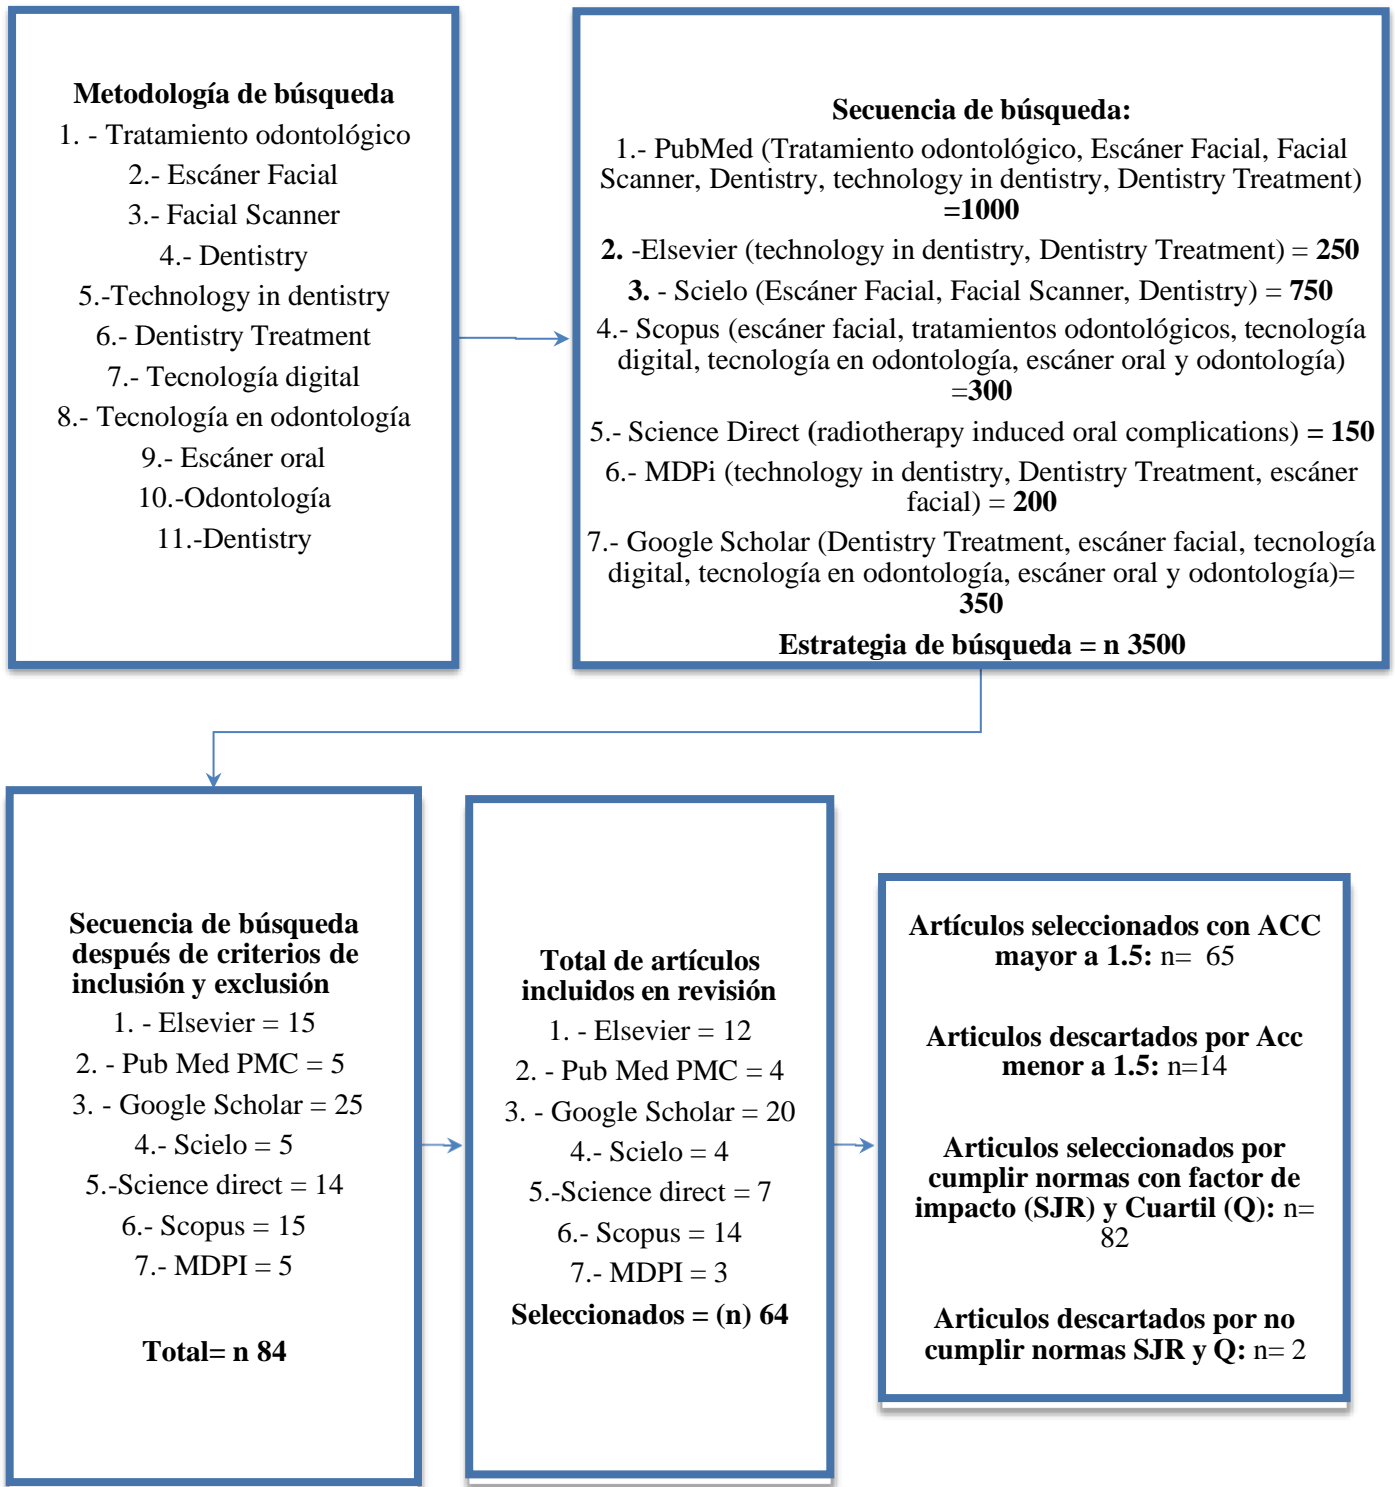 Metodología de búsqueda
1. - Tratamiento odontológico
2.- Escáner Facial
3.- Facial Scanner
4.- Dentistry
5.-Technology in dentistry
6.- Dentistry Treatment
7.- Tecnología digital
8.- Tecnología en odontología
9.- Escáner oral
10.-Odontología
11.-Dentistry
Secuencia de búsqueda:
1.- PubMed (Tratamiento odontológico, Escáner Facial, Facial
Scanner, Dentistry, technology in dentistry, Dentistry Treatment)
=1000
2. -Elsevier (technology in dentistry, Dentistry Treatment) = 250
3. - Scielo (Escáner Facial, Facial Scanner, Dentistry) = 750
4.- Scopus (escáner facial, tratamientos odontológicos, tecnología
digital, tecnología en odontología, escáner oral y odontología)
=300
5.- Science Direct (radiotherapy induced oral complications) = 150
6.- MDPi (technology in dentistry, Dentistry Treatment, escáner
facial) = 200
7.- Google Scholar (Dentistry Treatment, escáner facial, tecnología
digital, tecnología en odontología, escáner oral y odontología)=
350
Estrategia de búsqueda = n 3500
Secuencia de búsqueda
después de criterios de
inclusión y exclusión
1. - Elsevier = 15
2. - Pub Med PMC = 5
3. - Google Scholar = 25
4.- Scielo = 5
5.-Science direct = 14
6.- Scopus = 15
7.- MDPI = 5
Total= n 84
Total de artículos
incluidos en revisión
1. - Elsevier = 12
2. - Pub Med PMC = 4
3. - Google Scholar = 20
4.- Scielo = 4
5.-Science direct = 7
6.- Scopus = 14
7.- MDPI = 3
Seleccionados = (n) 64
Artículos seleccionados con ACC
mayor a 1.5: n= 65
Articulos descartados por Acc
menor a 1.5: n=14
Articulos seleccionados por
cumplir normas con factor de
impacto (SJR) y Cuartil (Q): n=
82
Articulos descartados por no
cumplir normas SJR y Q: n= 2